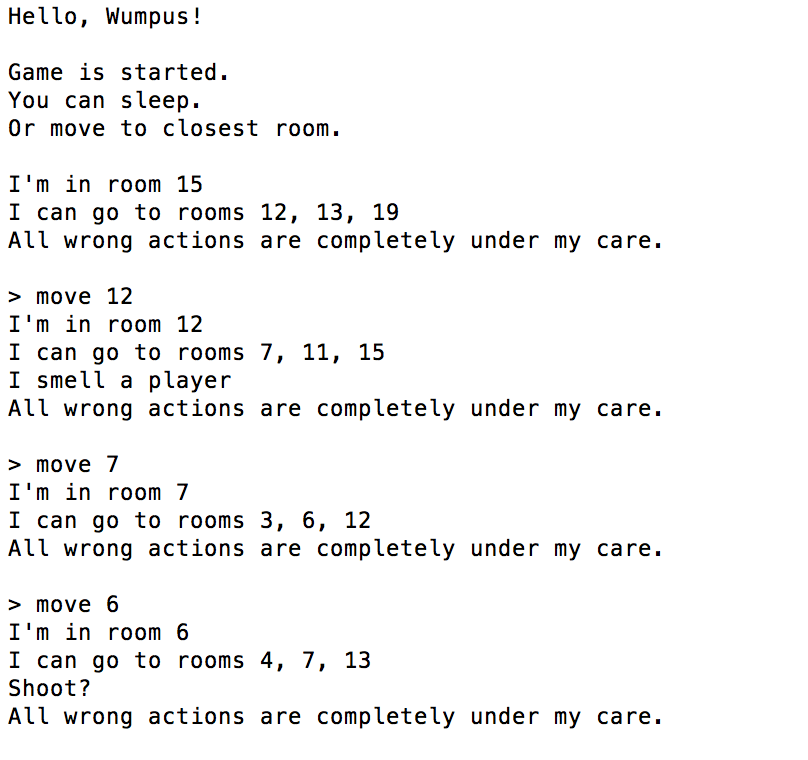 Hello, Wumpus!
Game is started.
You can sleep.
Or move to closest room.
I'm in room 15
I can go to rooms 12, 13, 19
All wrong actions are completely under my care.
> move 12
I'm in room 12
I can go to rooms 7, 11, 15
I smell a player
All wrong actions are completely under my care.
> move 7
I'm in room 7
I can go to rooms 3, 6, 12
All wrong actions are completely under my care.
> move 6
I'm in room 6
I can go to rooms 4, 7, 13
Shoot?
All wrong actions are completely under my care.